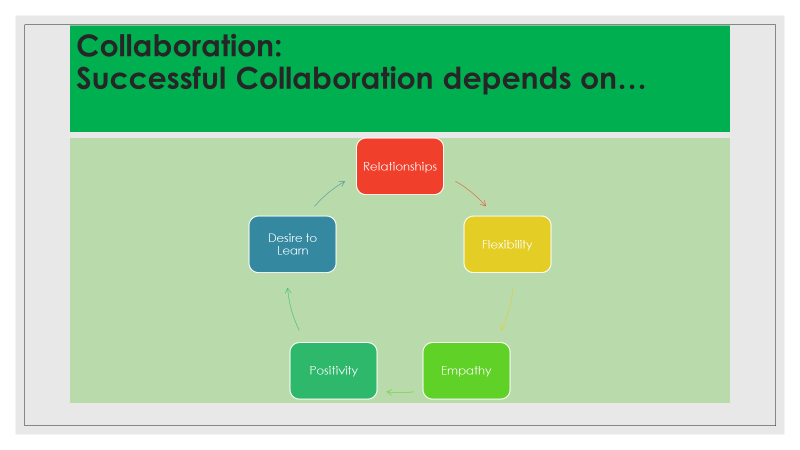 Collaboration:
Successful Collaboration depends on…
Relationships
Flexibility
Empathy
Positivity
Desire to
Learn